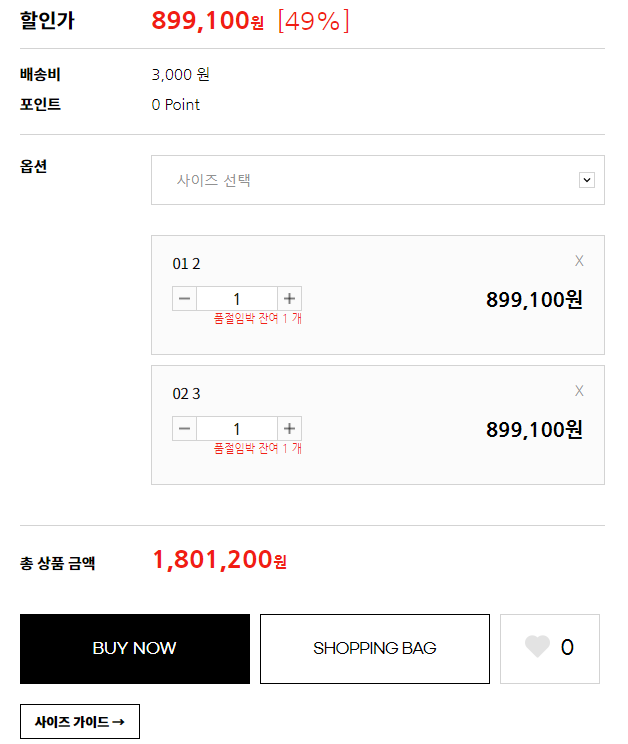 할인가 899,100원 [49%]
배송비 3,000 원
포인트 0 Point
옵션 사이즈 선택
01 2 X
1 899,100원
품절임박 잔여 1 개
02 3 X
1 899,100원
품절임박 잔여 1 개
총 상품 금액 1,801,200원
BUY NOW SHOPPING BAG 0
사이즈 가이드 →